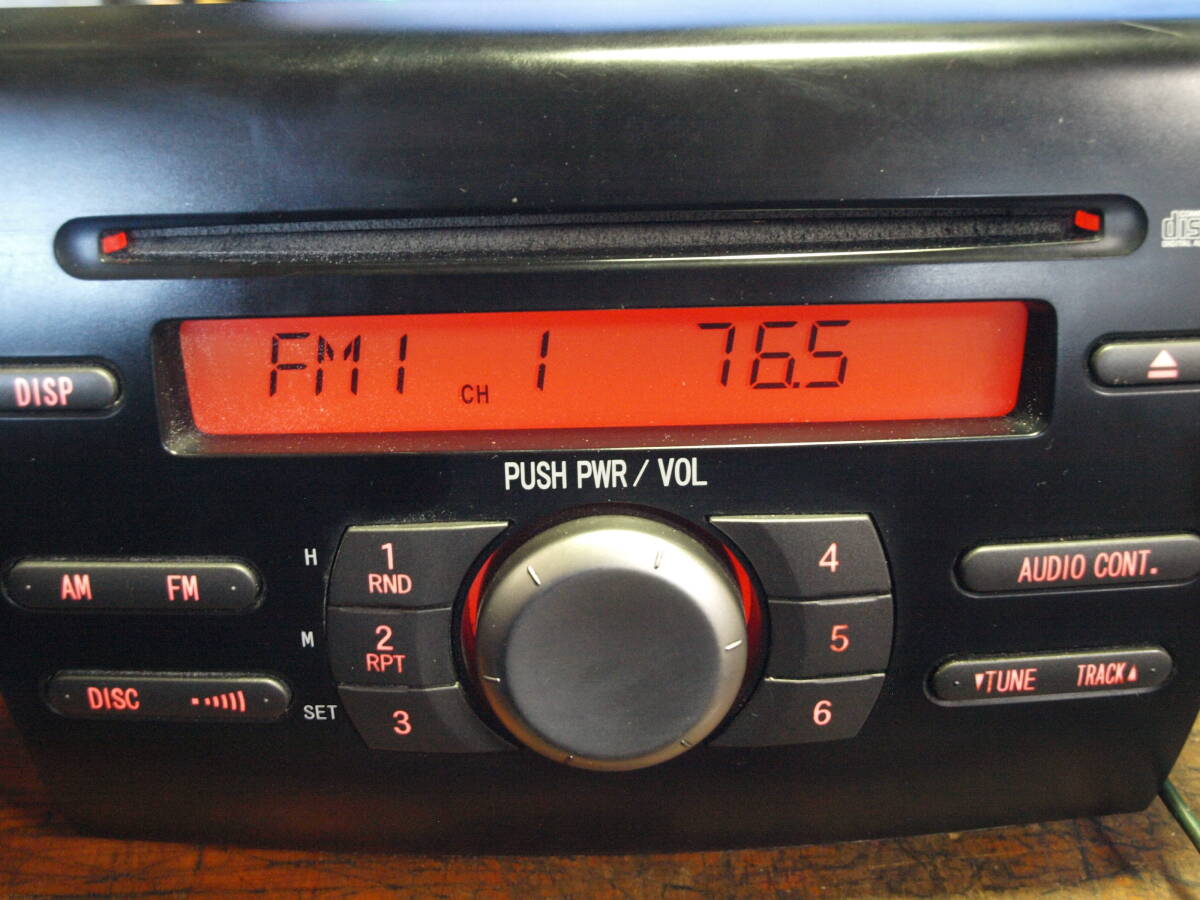 FM1 CH 1 76.5
DISP
PUSH PWR / VOL
H
1
RND
4
AM FM
AUDIO CONT.
M
2
RPT
5
▼TUNE TRACK▲
DISC
SET
3
6